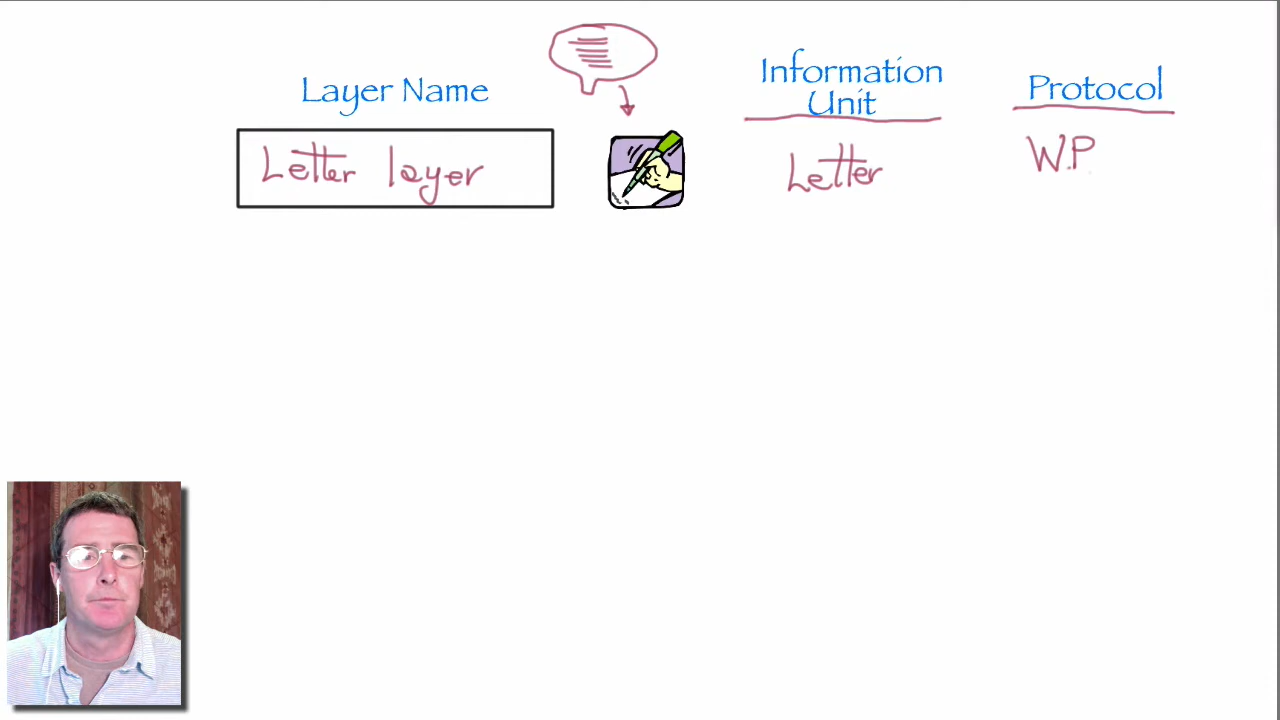 Layer Name
Information
Unit
Protocol
Letter layer
Letter
W.P